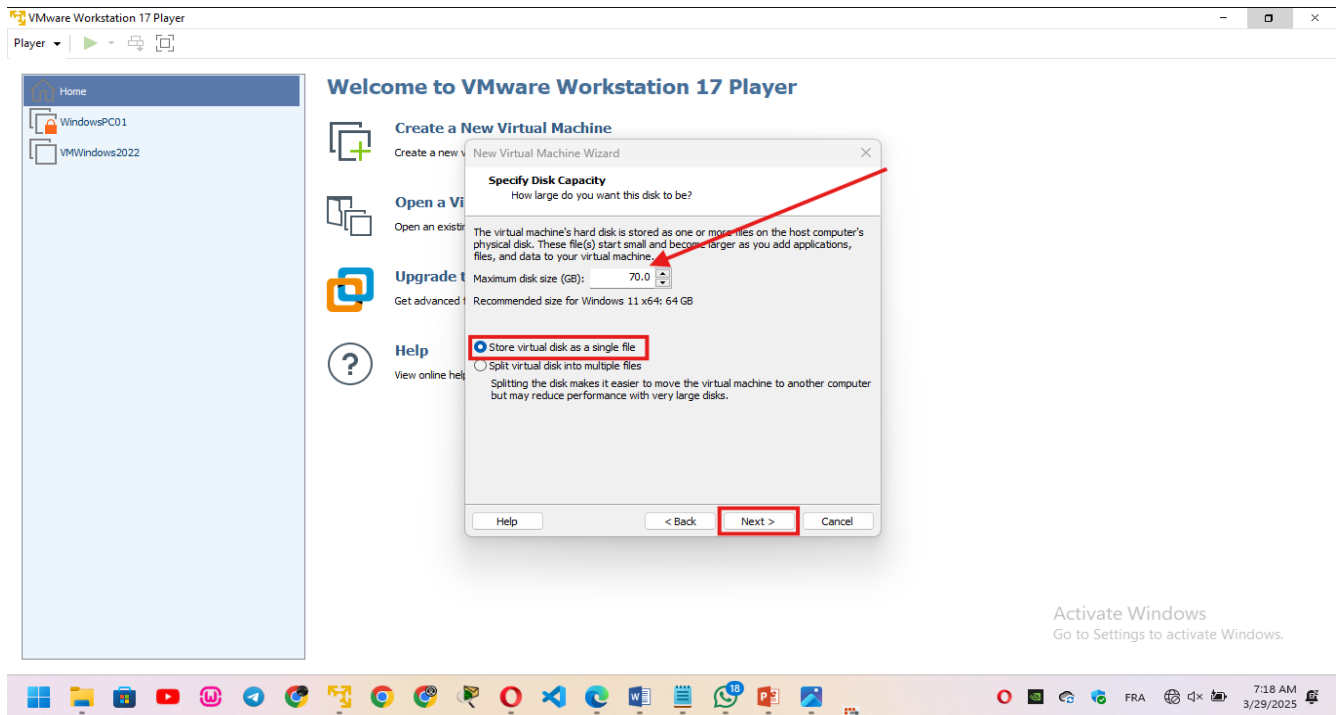 VMware Workstation 17 Player
Player
Home
WindowsPC01
VMWindows2022
Welcome to VMware Workstation 17 Player
Create a New Virtual Machine
Create a new v
Open a Vi
Open an existin
Upgrade t
Get advanced f
Help
View online help
New Virtual Machine Wizard
Specify Disk Capacity
How large do you want this disk to be?
The virtual machine's hard disk is stored as one or more files on the host computer's
physical disk. These file(s) start small and become larger as you add applications,
files, and data to your virtual machine.
Maximum disk size (GB): 70.0
Recommended size for Windows 11 x64: 64 GB
Store virtual disk as a single file
Split virtual disk into multiple files
Splitting the disk makes it easier to move the virtual machine to another computer
but may reduce performance with very large disks.
Help < Back Next > Cancel
Activate Windows
Go to Settings to activate Windows.
18
FRA
7:18 AM
3/29/2025